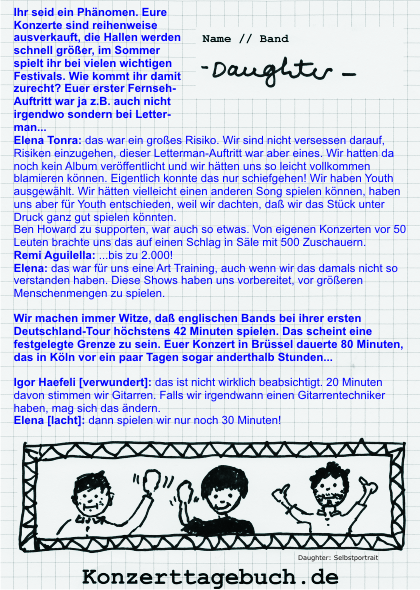 Ihr seid ein Phänomen. Eure
Konzerte sind reihenweise
ausverkauft, die Hallen werden
schnell größer, im Sommer
spielt ihr bei vielen wichtigen
Festivals. Wie kommt ihr damit
zurecht? Euer erster Fernseh-
Auftritt war ja z.B. auch nicht
irgendwo sondern bei Letter-
man...
Name // Band
-Daughter-
Elena Tonra: das war ein großes Risiko. Wir sind nicht versessen darauf,
Risiken einzugehen, dieser Letterman-Auftritt war aber eines. Wir hatten da
noch kein Album veröffentlicht und wir hätten uns so leicht vollkommen
blamieren können. Eigentlich konnte das nur schiefgehen! Wir haben Youth
ausgewählt. Wir hätten vielleicht einen anderen Song spielen können, haben
uns aber für Youth entschieden, weil wir dachten, daß wir das Stück unter
Druck ganz gut spielen könnten.
Ben Howard zu supporten, war auch so etwas. Von eigenen Konzerten vor 50
Leuten brachte uns das auf einen Schlag in Säle mit 500 Zuschauern.
Remi Aguilella: ...bis zu 2.000!
Elena: das war für uns eine Art Training, auch wenn wir das damals nicht so
verstanden haben. Diese Shows haben uns vorbereitet, vor größeren
Menschenmengen zu spielen.
Wir machen immer Witze, daß englischen Bands bei ihrer ersten
Deutschland-Tour höchstens 42 Minuten spielen. Das scheint eine
festgelegte Grenze zu sein. Euer Konzert in Brüssel dauerte 80 Minuten,
das in Köln vor ein paar Tagen sogar anderthalb Stunden...
Igor Haefeli [verwundert]: das ist nicht wirklich beabsichtigt. 20 Minuten
davon stimmen wir Gitarren. Falls wir irgendwann einen Gitarrentechniker
haben, mag sich das ändern.
Elena [lacht]: dann spielen wir nur noch 30 Minuten!
Daughter: Selbstportrait
Konzerttagebuch.de